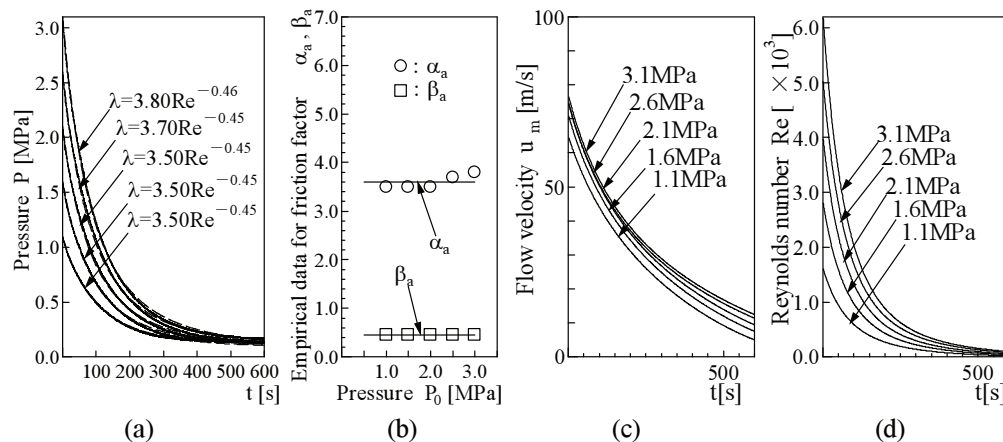 Pressure P [MPa]
3.0
2.5
2.0
1.5
1.0
0.5
0.0
λ=3.80Re^−0.46
λ=3.70Re^−0.45
λ=3.50Re^−0.45
λ=3.50Re^−0.45
λ=3.50Re^−0.45
100 200 300 400 500 600
t [s]
(a)
Empirical data for friction factor α_a , β_a
7.0
6.0
5.0
4.0
3.0
2.0
1.0
0.0
○ : α_a
□ : β_a
α_a
β_a
1.0 2.0 3.0
Pressure P_0 [MPa]
(b)
Flow velocity u_m [m/s]
100
50
0
3.1MPa
2.6MPa
2.1MPa
1.6MPa
1.1MPa
500
t[s]
(c)
Reynolds number Re[ ×10^3)
6.0
4.0
2.0
0.0
3.1MPa
2.6MPa
2.1MPa
1.6MPa
1.1MPa
500
t[s]
(d)